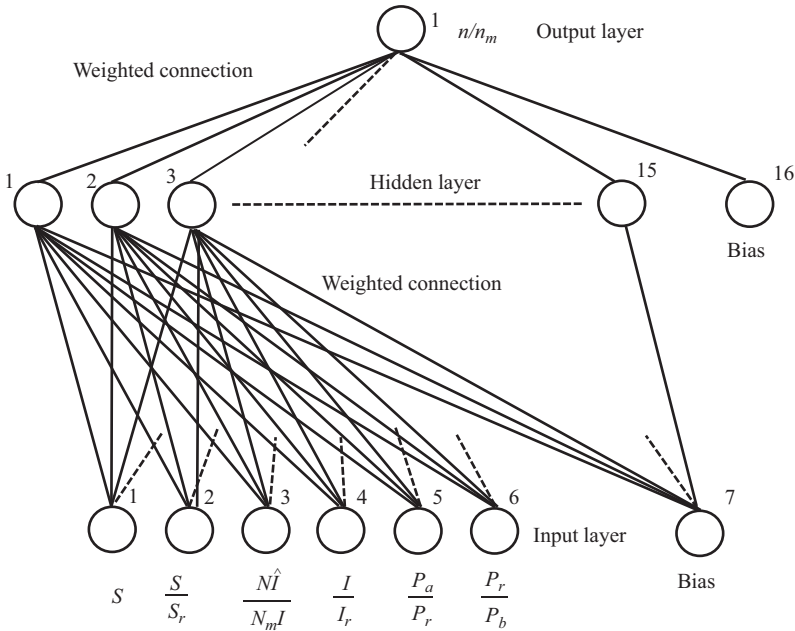 1 n/n_m Output layer
Weighted connection
1 2 3 Hidden layer 15 16
Bias
Weighted connection
1 2 3 4 5 6 7
Input layer
Bias
S S/S_r NÎ/N_mI I/I_r P_a/P_r P_r/P_b